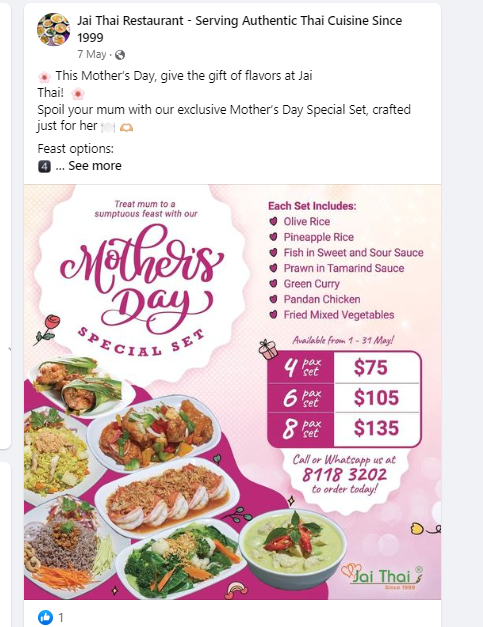 Jai Thai Restaurant - Serving Authentic Thai Cuisine Since
1999
7 May ·
🌸 This Mother's Day, give the gift of flavors at Jai
Thai! 🌸
Spoil your mum with our exclusive Mother's Day Special Set, crafted
just for her 🍽️ 🫶🏼
Feast options:
4️⃣ ... See more
Treat mum to a
sumptuous feast with our
Mother's
Day
SPECIAL SET
Each Set Includes:
Olive Rice
Pineapple Rice
Fish in Sweet and Sour Sauce
Prawn in Tamarind Sauce
Green Curry
Pandan Chicken
Fried Mixed Vegetables
Available from 1 - 31 May!
4 pax set $75
6 pax set $105
8 pax set $135
Call or Whatsapp us at
8118 3202
to order today!
Jai Thai
Since 1999
1